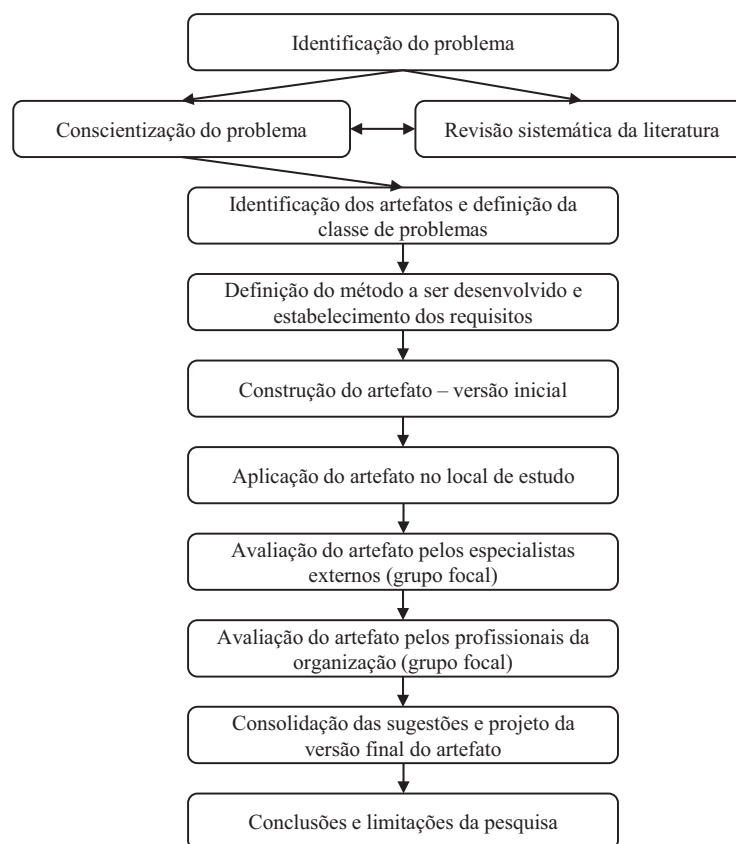 Identificação do problema
Conscientização do problema
Revisão sistemática da literatura
Identificação dos artefatos e definição da
classe de problemas
Definição do método a ser desenvolvido e
estabelecimento dos requisitos
Construção do artefato – versão inicial
Aplicação do artefato no local de estudo
Avaliação do artefato pelos especialistas
externos (grupo focal)
Avaliação do artefato pelos profissionais da
organização (grupo focal)
Consolidação das sugestões e projeto da
versão final do artefato
Conclusões e limitações da pesquisa